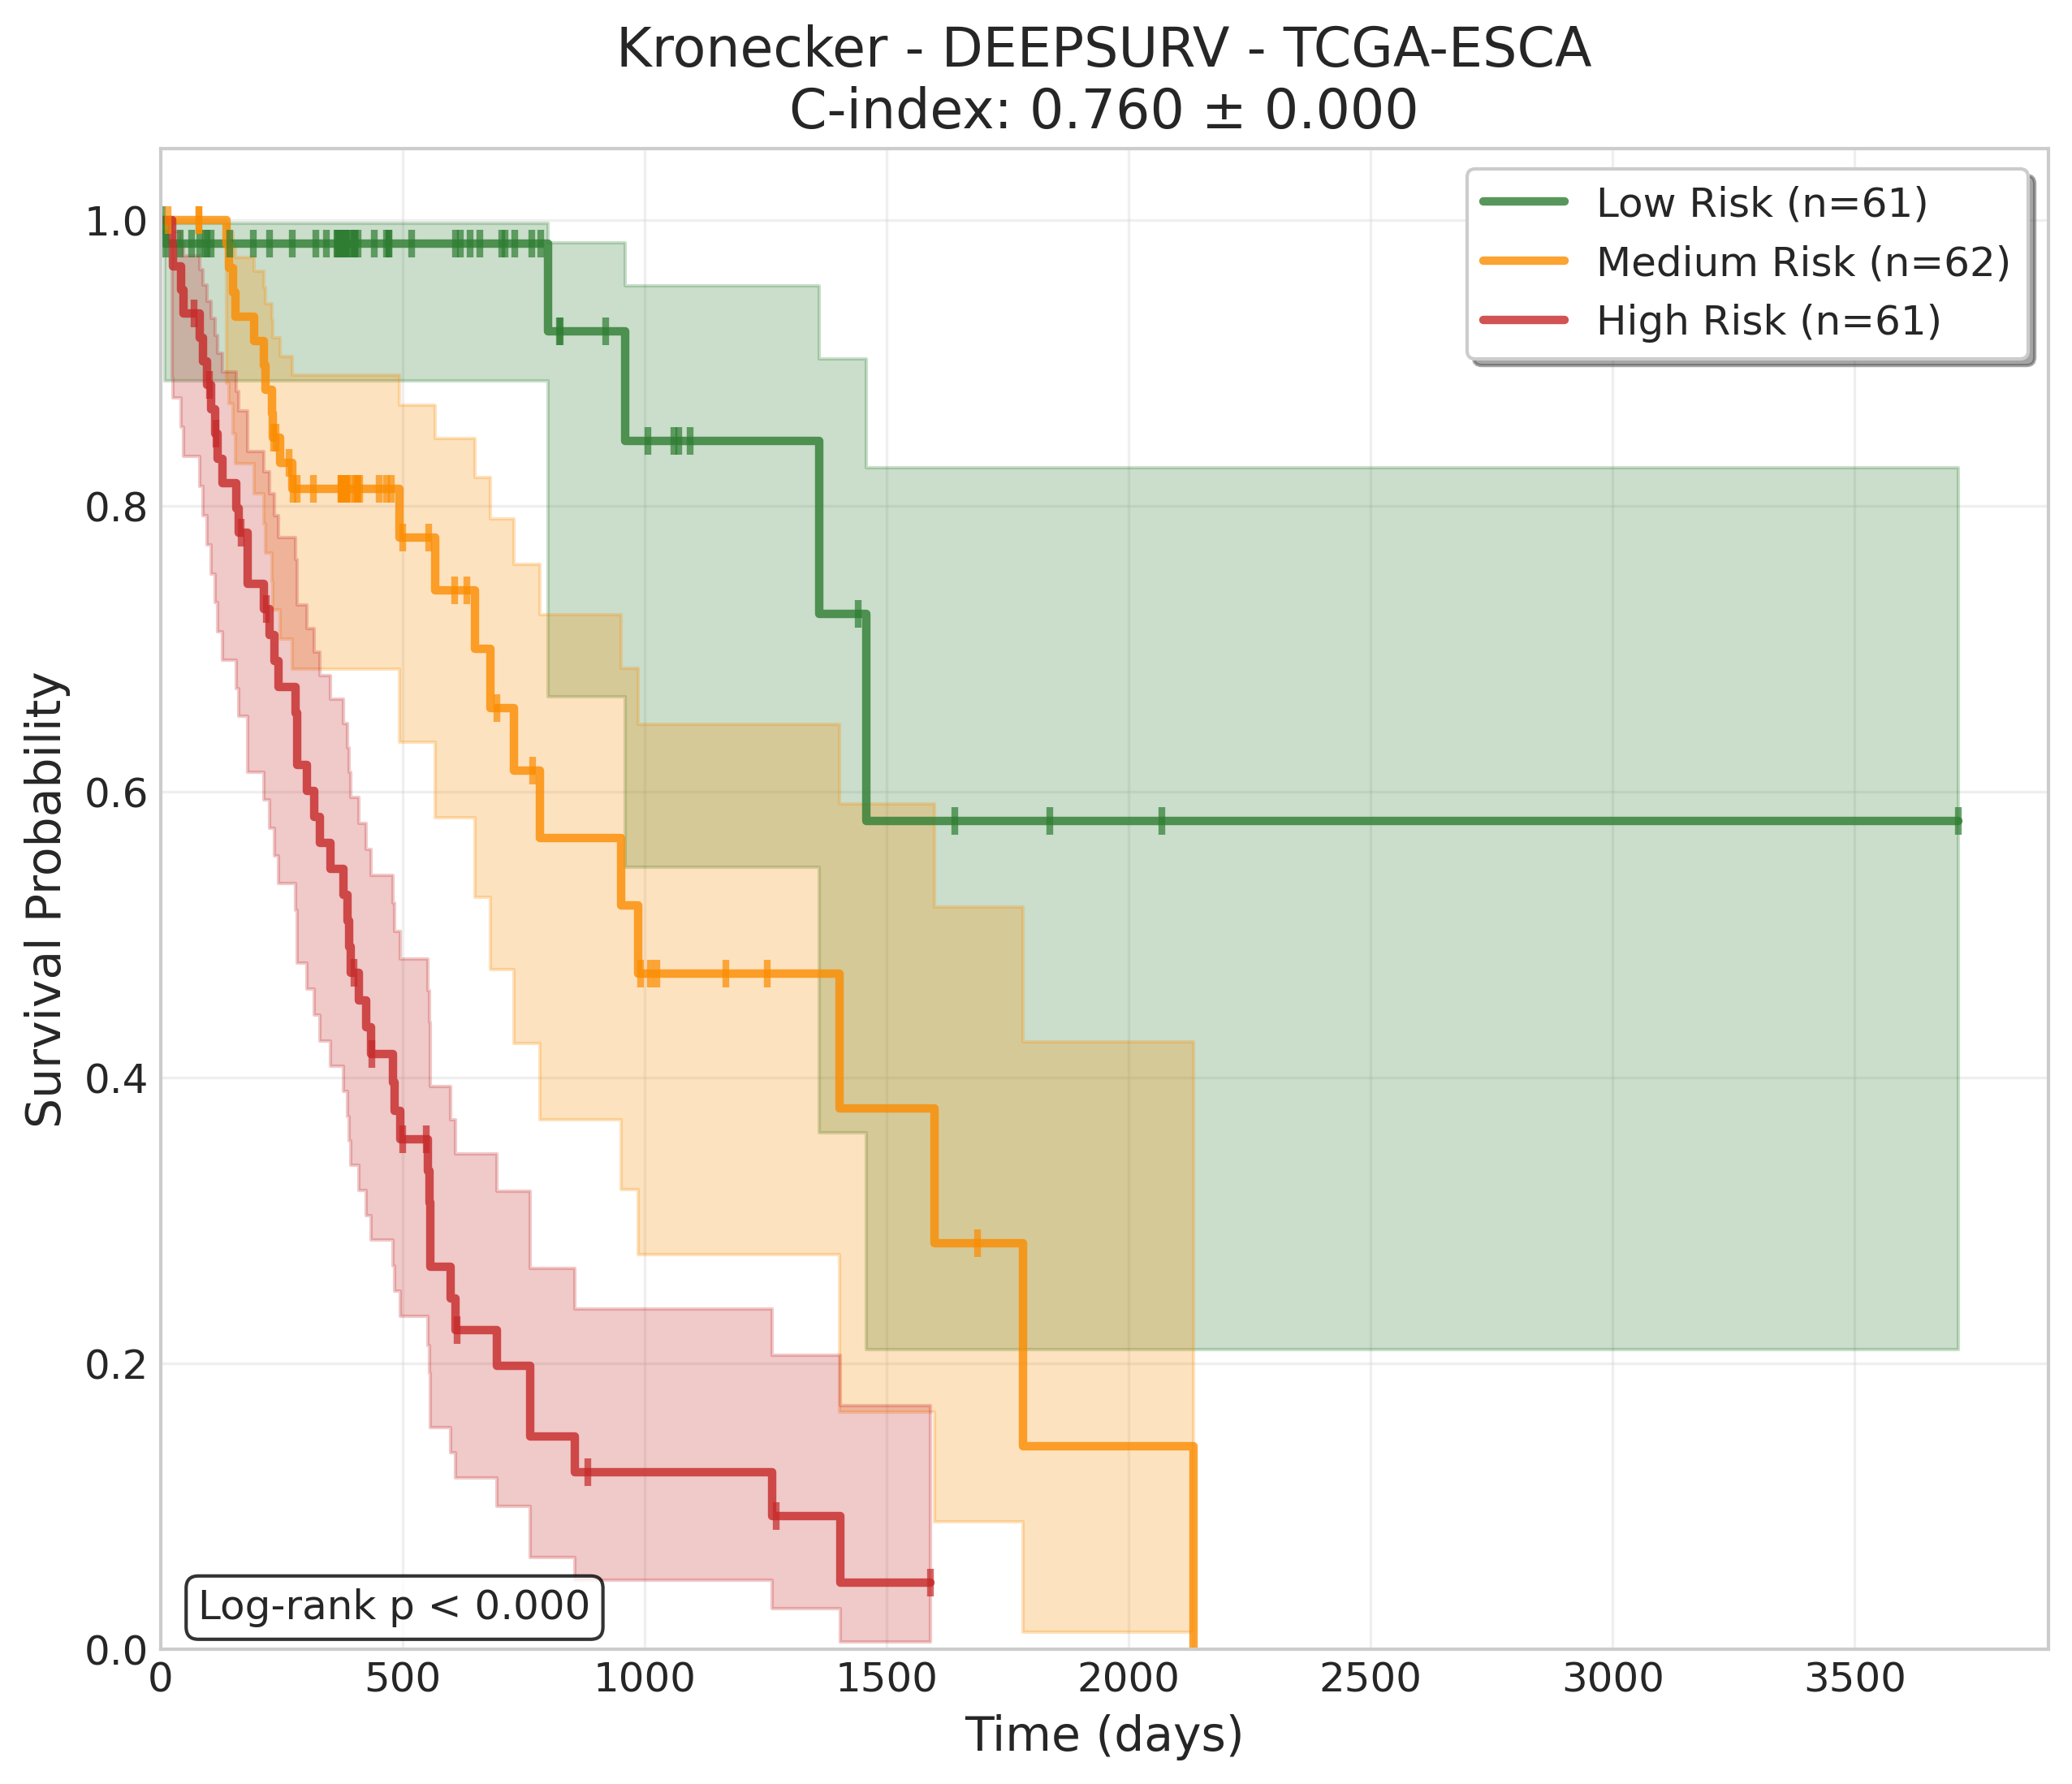 Kronecker - DEEPSURV - TCGA-ESCA
C-index: 0.760 ± 0.000
Low Risk (n=61)
Medium Risk (n=62)
High Risk (n=61)
Survival Probability
1.0
0.8
0.6
0.4
0.2
0.0
Log-rank p < 0.000
0 500 1000 1500 2000 2500 3000 3500
Time (days)